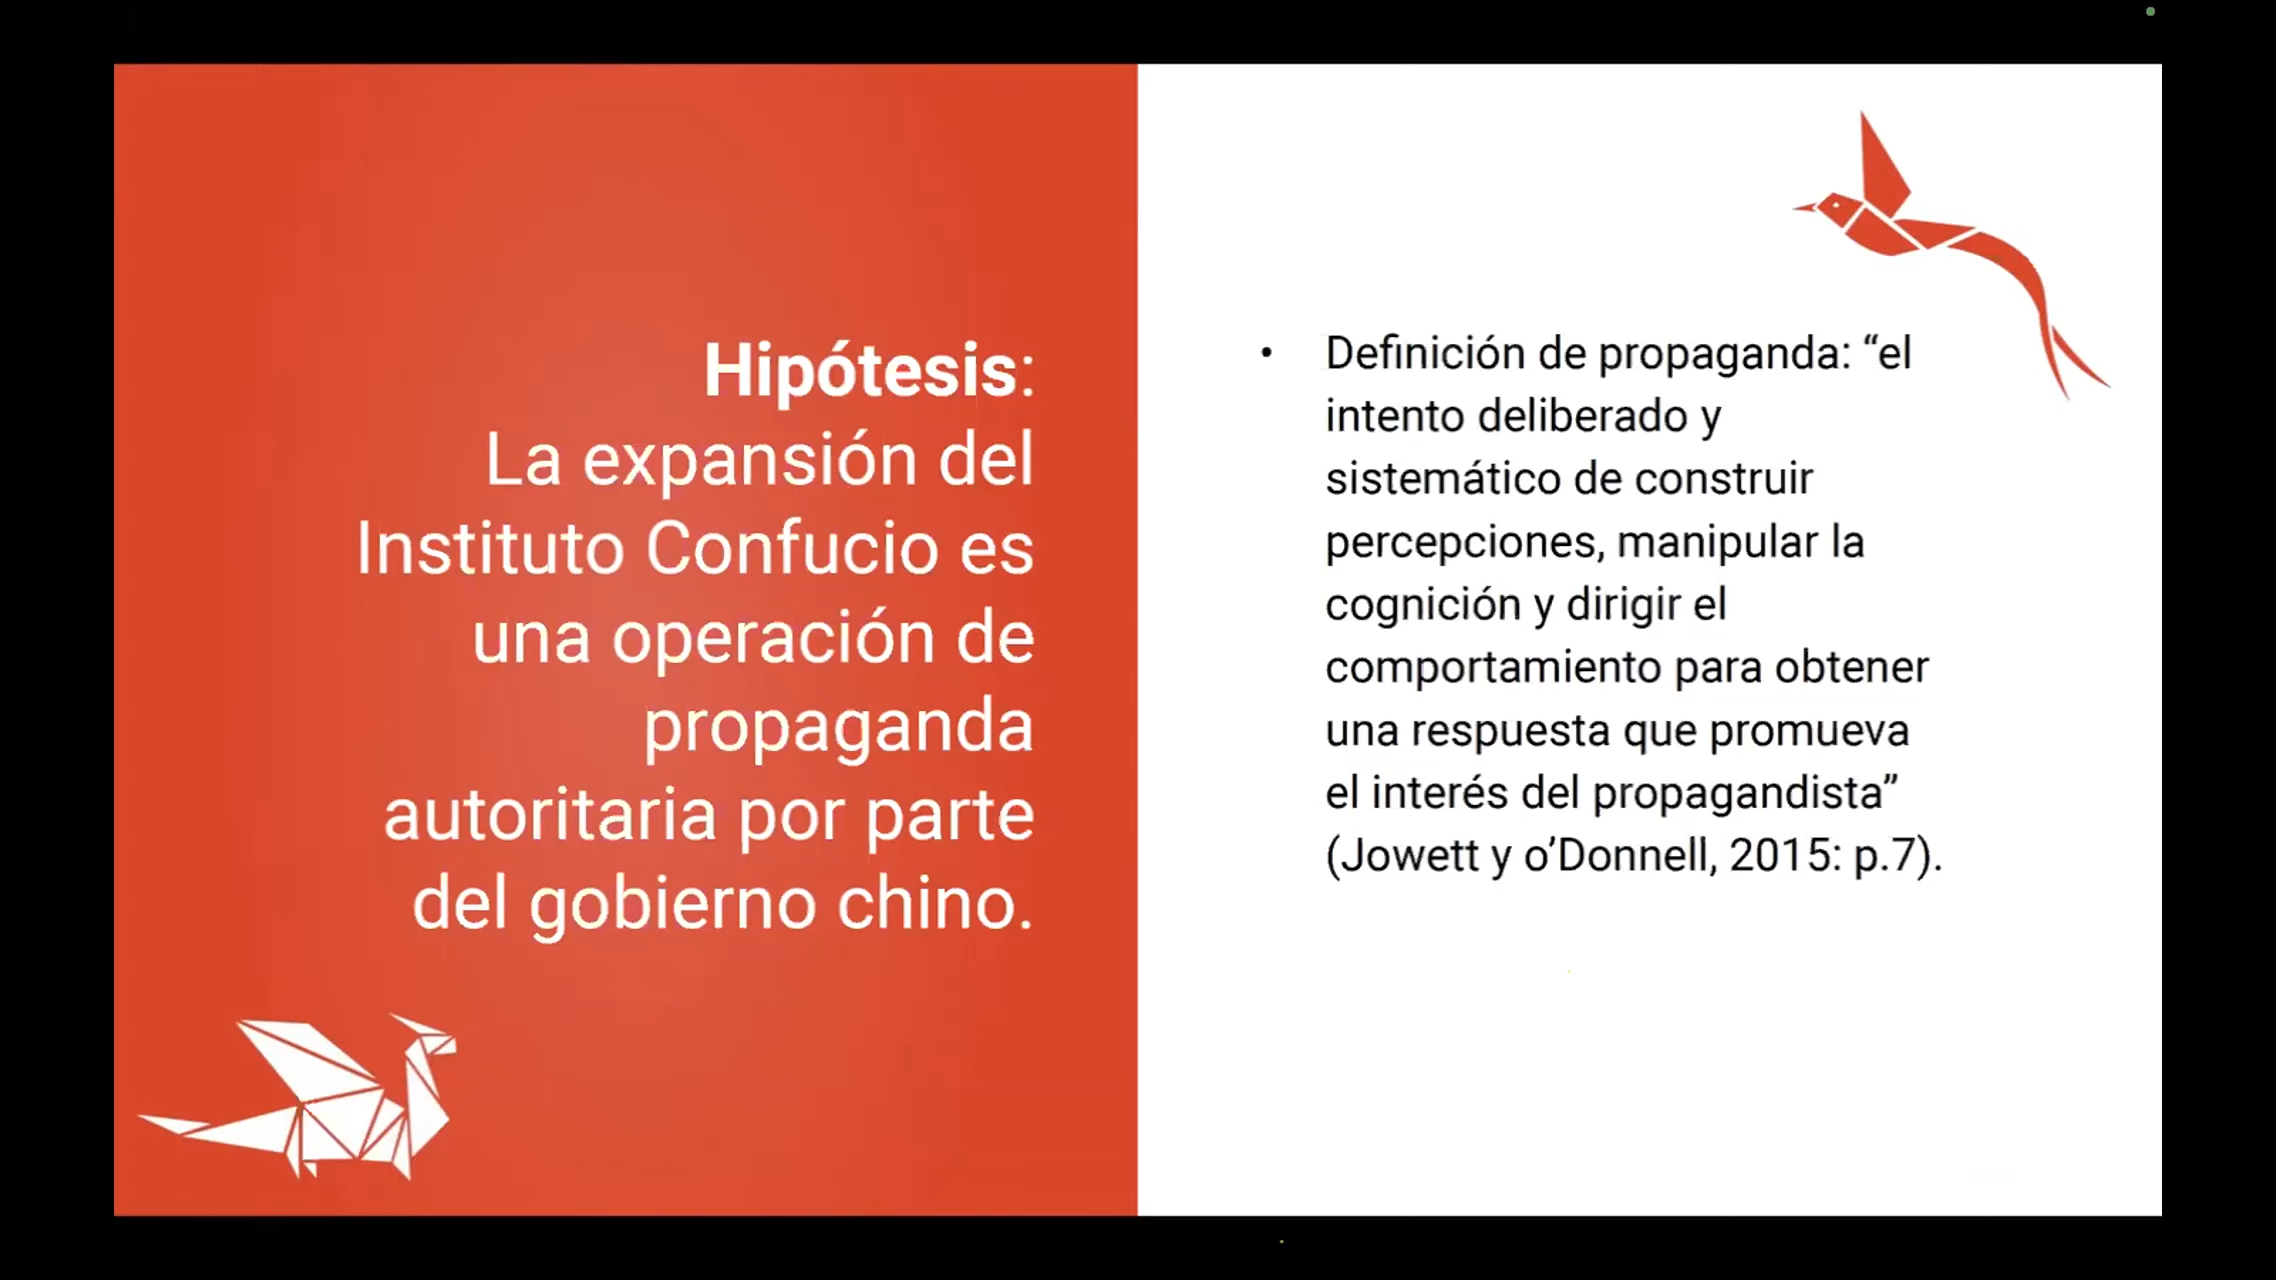 Hipótesis:
La expansión del
Instituto Confucio es
una operación de
propaganda
autoritaria por parte
del gobierno chino.
• Definición de propaganda: “el
intento deliberado y
sistemático de construir
percepciones, manipular la
cognición y dirigir el
comportamiento para obtener
una respuesta que promueva
el interés del propagandista”
(Jowett y o’Donnell, 2015: p.7).